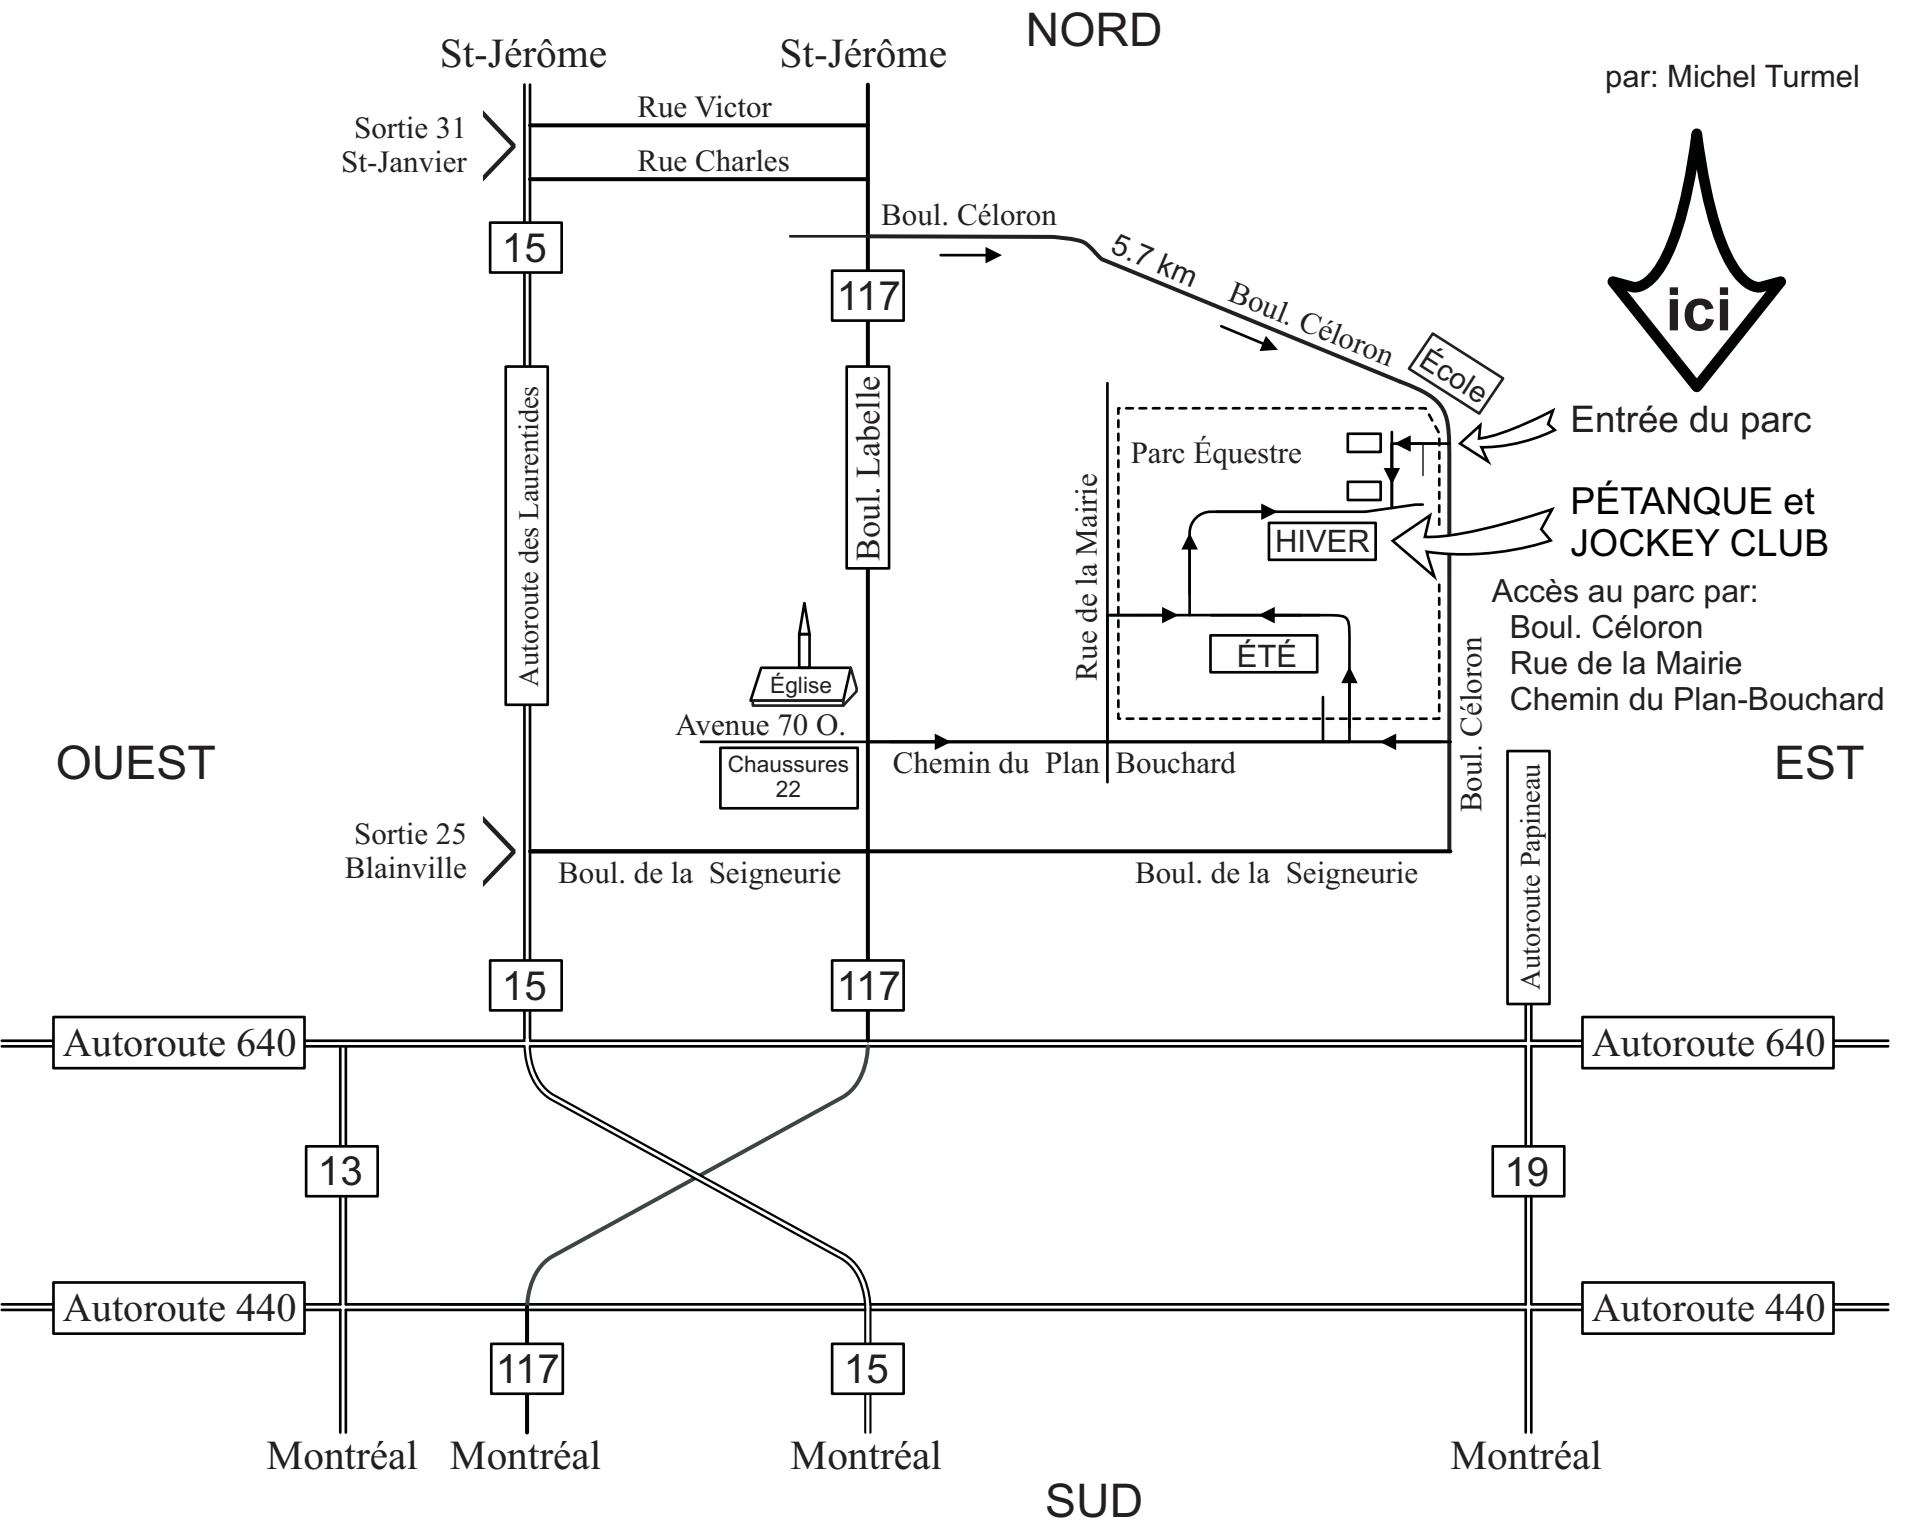 NORD
St-Jérôme
St-Jérôme
par: Michel Turmel
Rue Victor
Sortie 31
St-Janvier
Rue Charles
Boul. Céloron
15
5.7 km
117
Boul. Céloron
ici
École
Entrée du parc
Autoroute des Laurentides
Boul. Labelle
Parc Équestre
Rue de la Mairie
PÉTANQUE et
JOCKEY CLUB
HIVER
Accès au parc par:
Boul. Céloron
Rue de la Mairie
Chemin du Plan-Bouchard
ÉTÉ
Église
Boul. Céloron
Avenue 70 O.
OUEST
Chaussures
22
Chemin du Plan Bouchard
EST
Autoroute Papineau
Sortie 25
Blainville
Boul. de la Seigneurie
Boul. de la Seigneurie
15
117
Autoroute 640
Autoroute 640
13
19
Autoroute 440
Autoroute 440
117
15
Montréal
Montréal
Montréal
Montréal
SUD